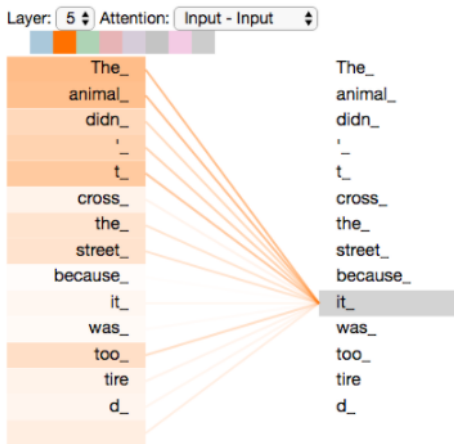 Layer: 5 Attention: Input - Input
The_ The_
animal_ animal_
didn_ didn_
'_ '_
t_ t_
cross_ cross_
the_ the_
street_ street_
because_ because_
it_ it_
was_ was_
too_ too_
tire tire
d_ d_